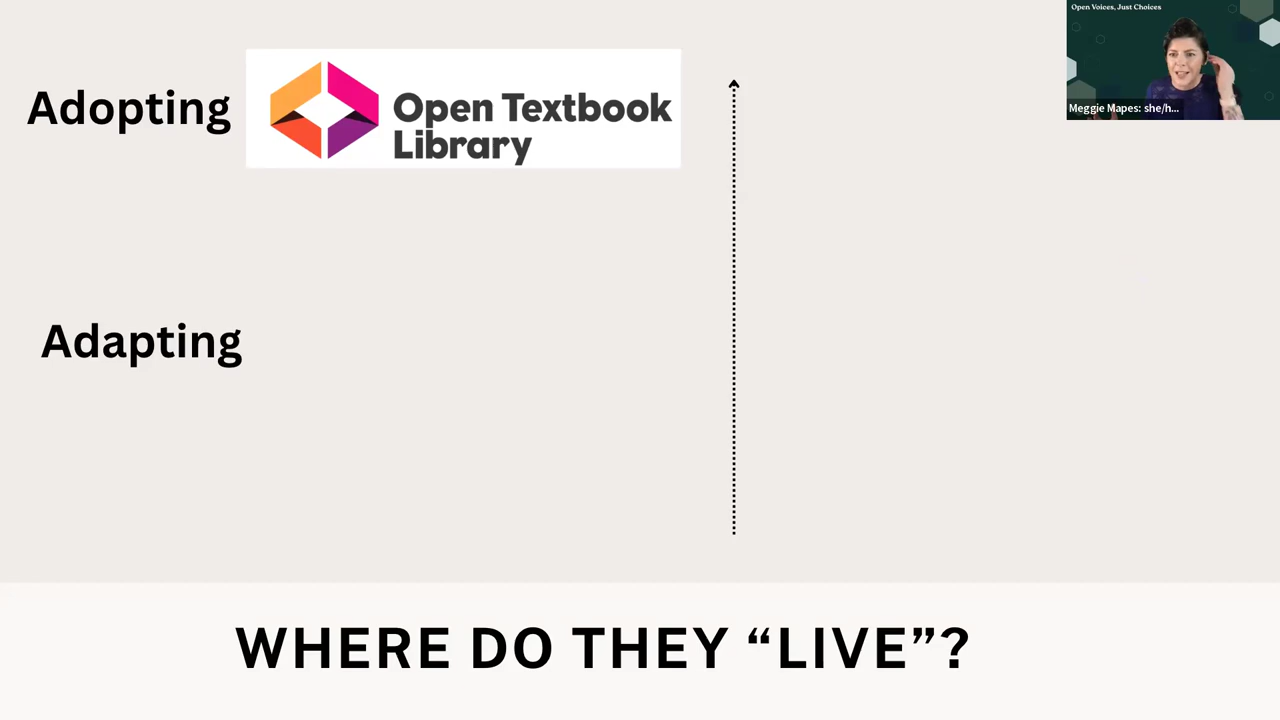 Open Voices, Just Choices
Meggie Mapes: she/h...
Adopting
Open Textbook
Library
Adapting
WHERE DO THEY “LIVE”?